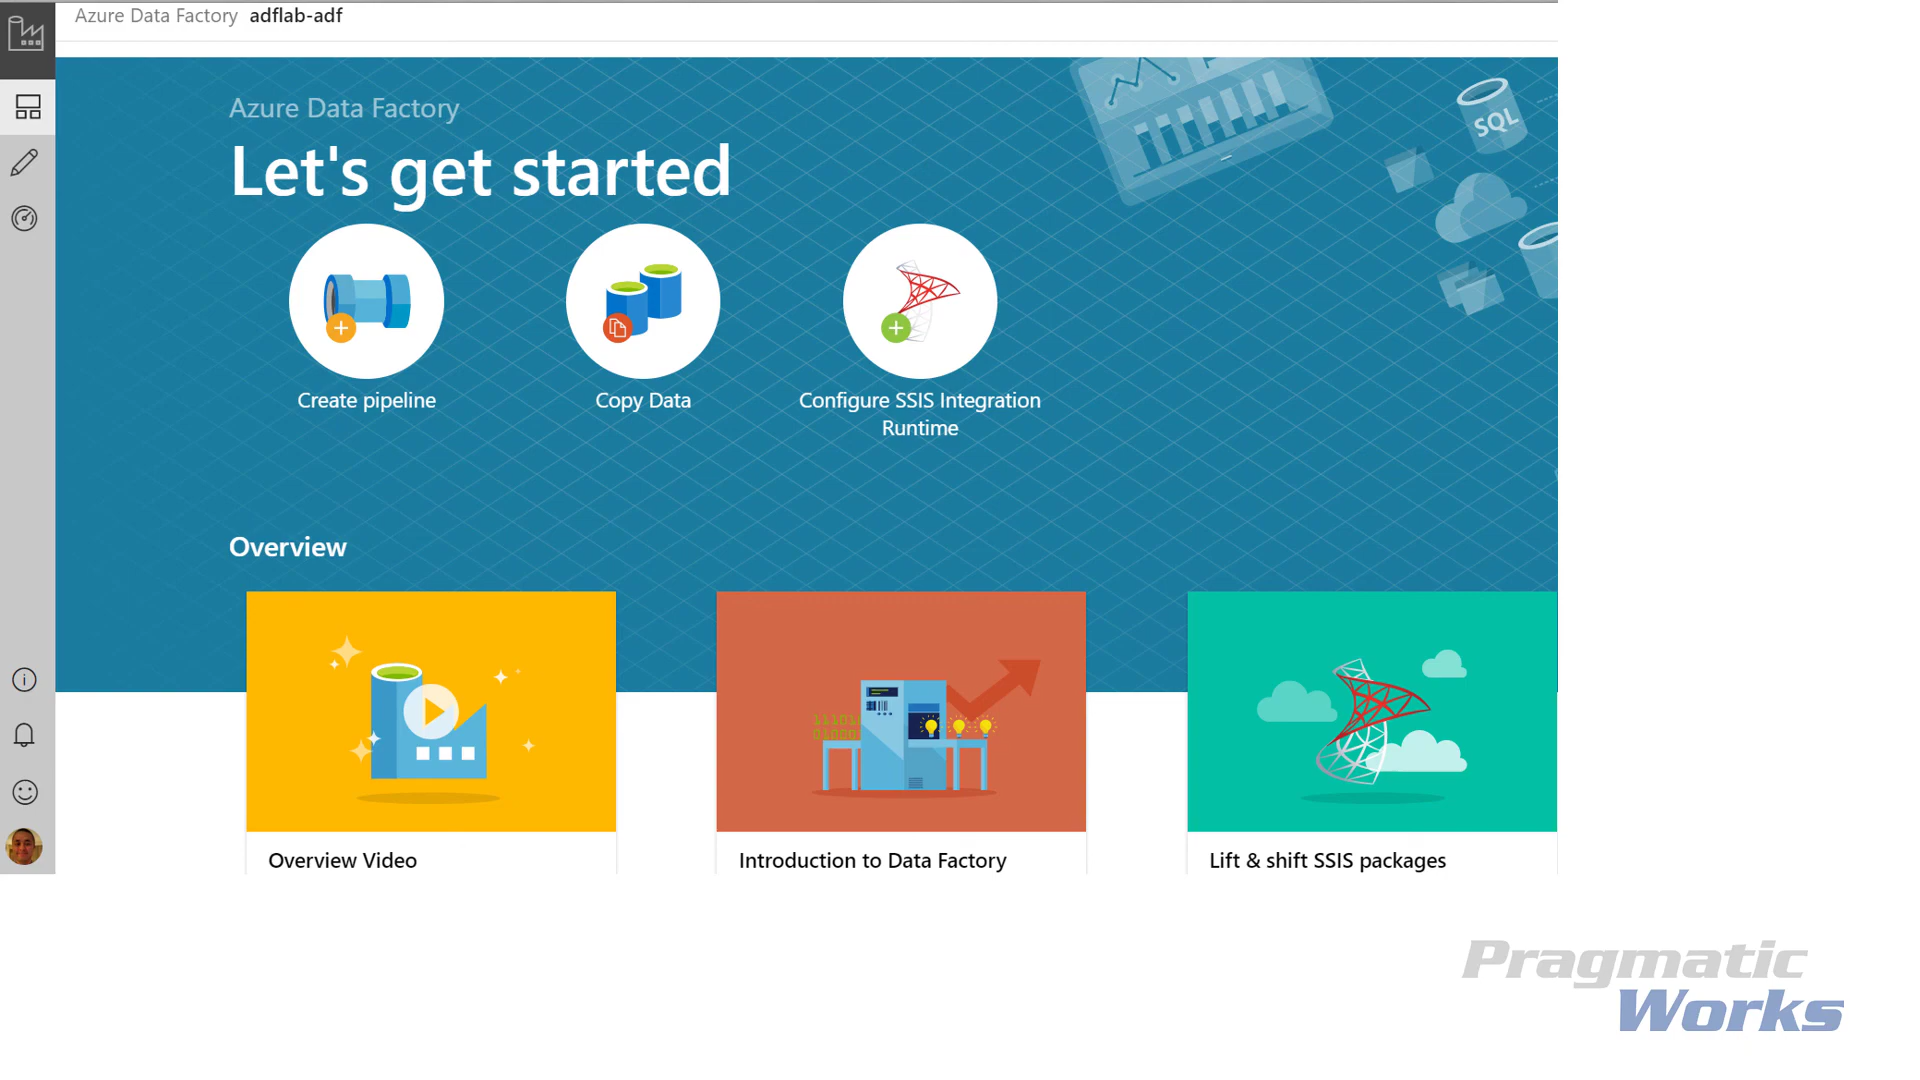 Azure Data Factory adflab-adf
Azure Data Factory
Let's get started
SQL
Create pipeline
Copy Data
Configure SSIS Integration
Runtime
Overview
Overview Video
Introduction to Data Factory
Lift & shift SSIS packages
Pragmatic
Works